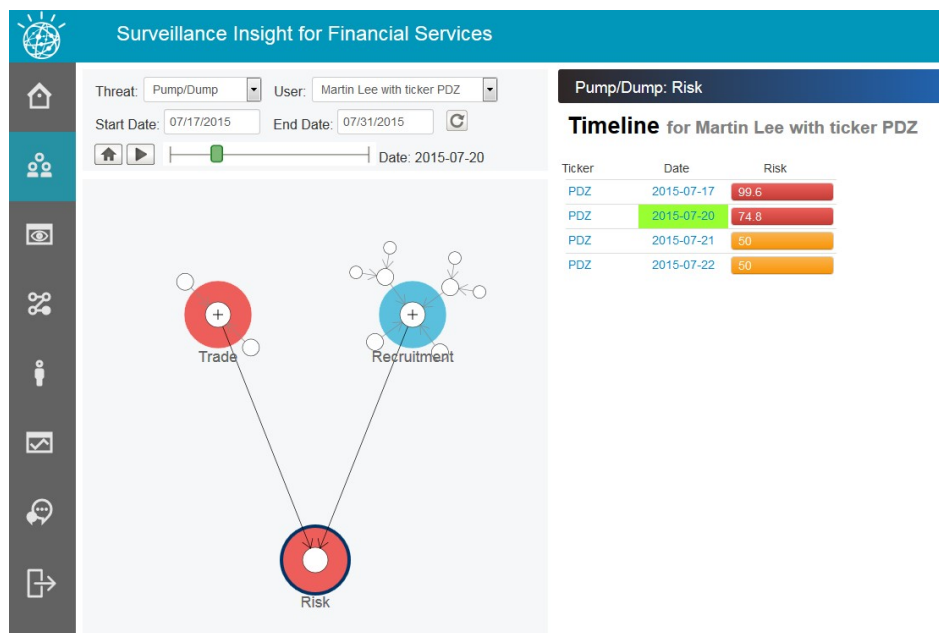 Surveillance Insight for Financial Services
Threat: Pump/Dump User: Martin Lee with ticker PDZ
Start Date: 07/17/2015 End Date: 07/31/2015
Date: 2015-07-20
+ +
Trade Recruitment
Risk
Pump/Dump: Risk
Timeline for Martin Lee with ticker PDZ
Ticker Date Risk
PDZ 2015-07-17 99.6
PDZ 2015-07-20 74.8
PDZ 2015-07-21 50
PDZ 2015-07-22 50